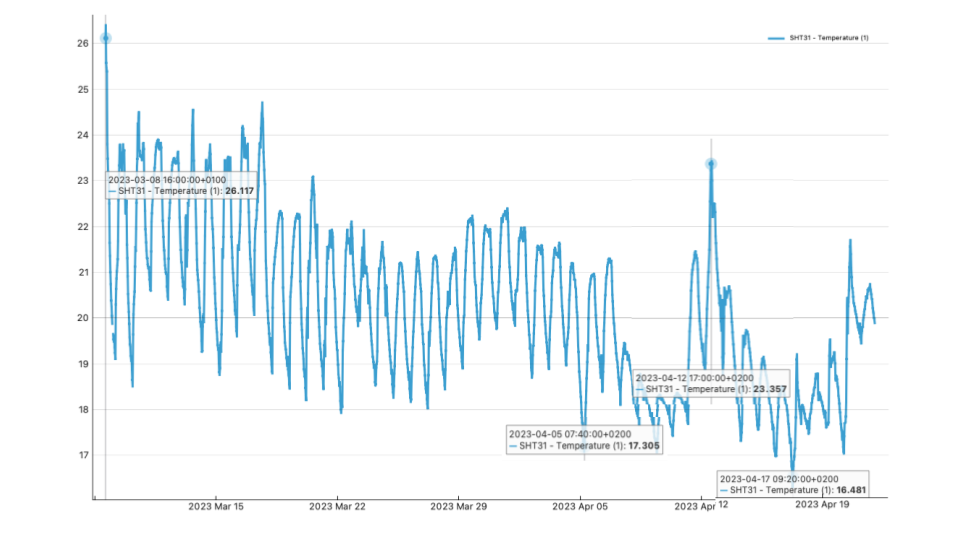 SHT31 - Temperature (1)
26
25
24
23
2023-03-08 16:00:00+0100
SHT31 - Temperature (1): 26.117
22
21
20
19
2023-04-12 17:00:00+0200
SHT31 - Temperature (1): 23.357
18
2023-04-05 07:40:00+0200
SHT31 - Temperature (1): 17.305
17
2023-04-17 09:20:00+0200
SHT31 - Temperature (1): 16.481
2023 Mar 15 2023 Mar 22 2023 Mar 29 2023 Apr 05 2023 Apr 12 2023 Apr 19